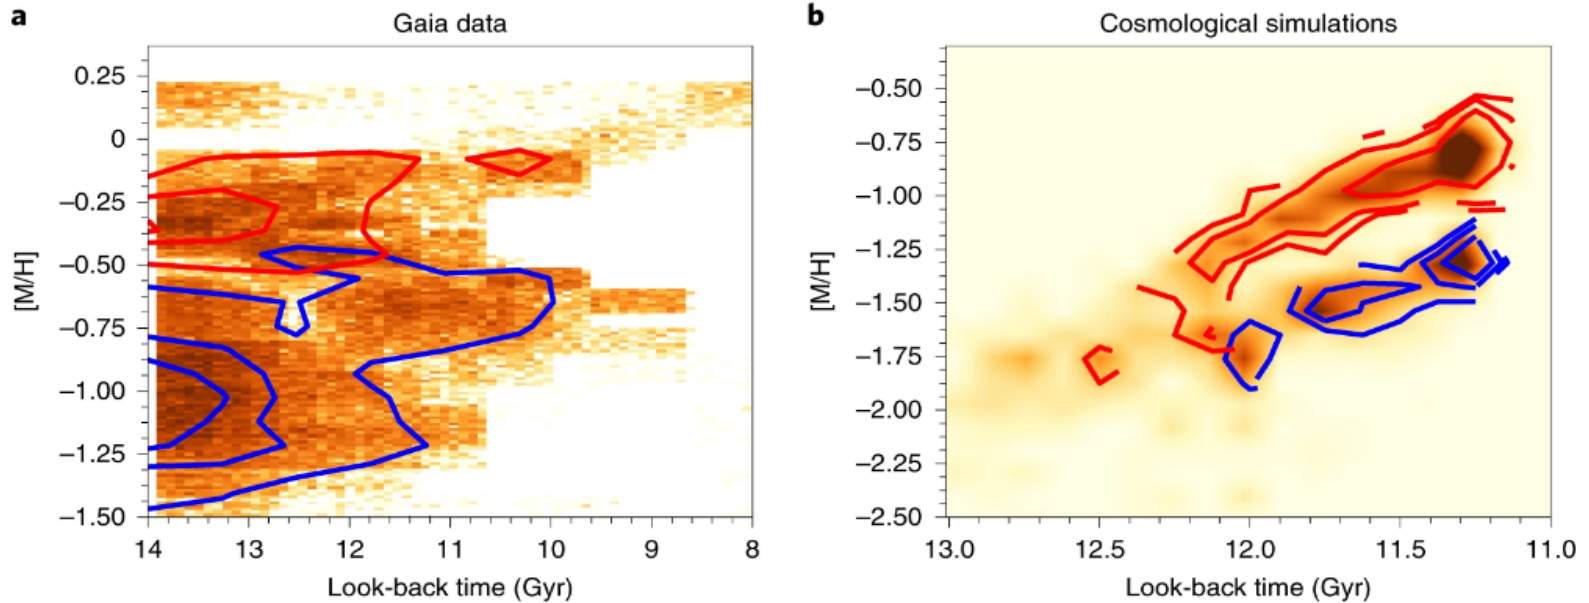 a
Gaia data
0.25
0
−0.25
−0.50
−0.75
−1.00
−1.25
−1.50
[M/H]
14 13 12 11 10 9 8
Look-back time (Gyr)
b
Cosmological simulations
−0.50
−0.75
−1.00
−1.25
−1.50
−1.75
−2.00
−2.25
−2.50
[M/H]
13.0 12.5 12.0 11.5 11.0
Look-back time (Gyr)